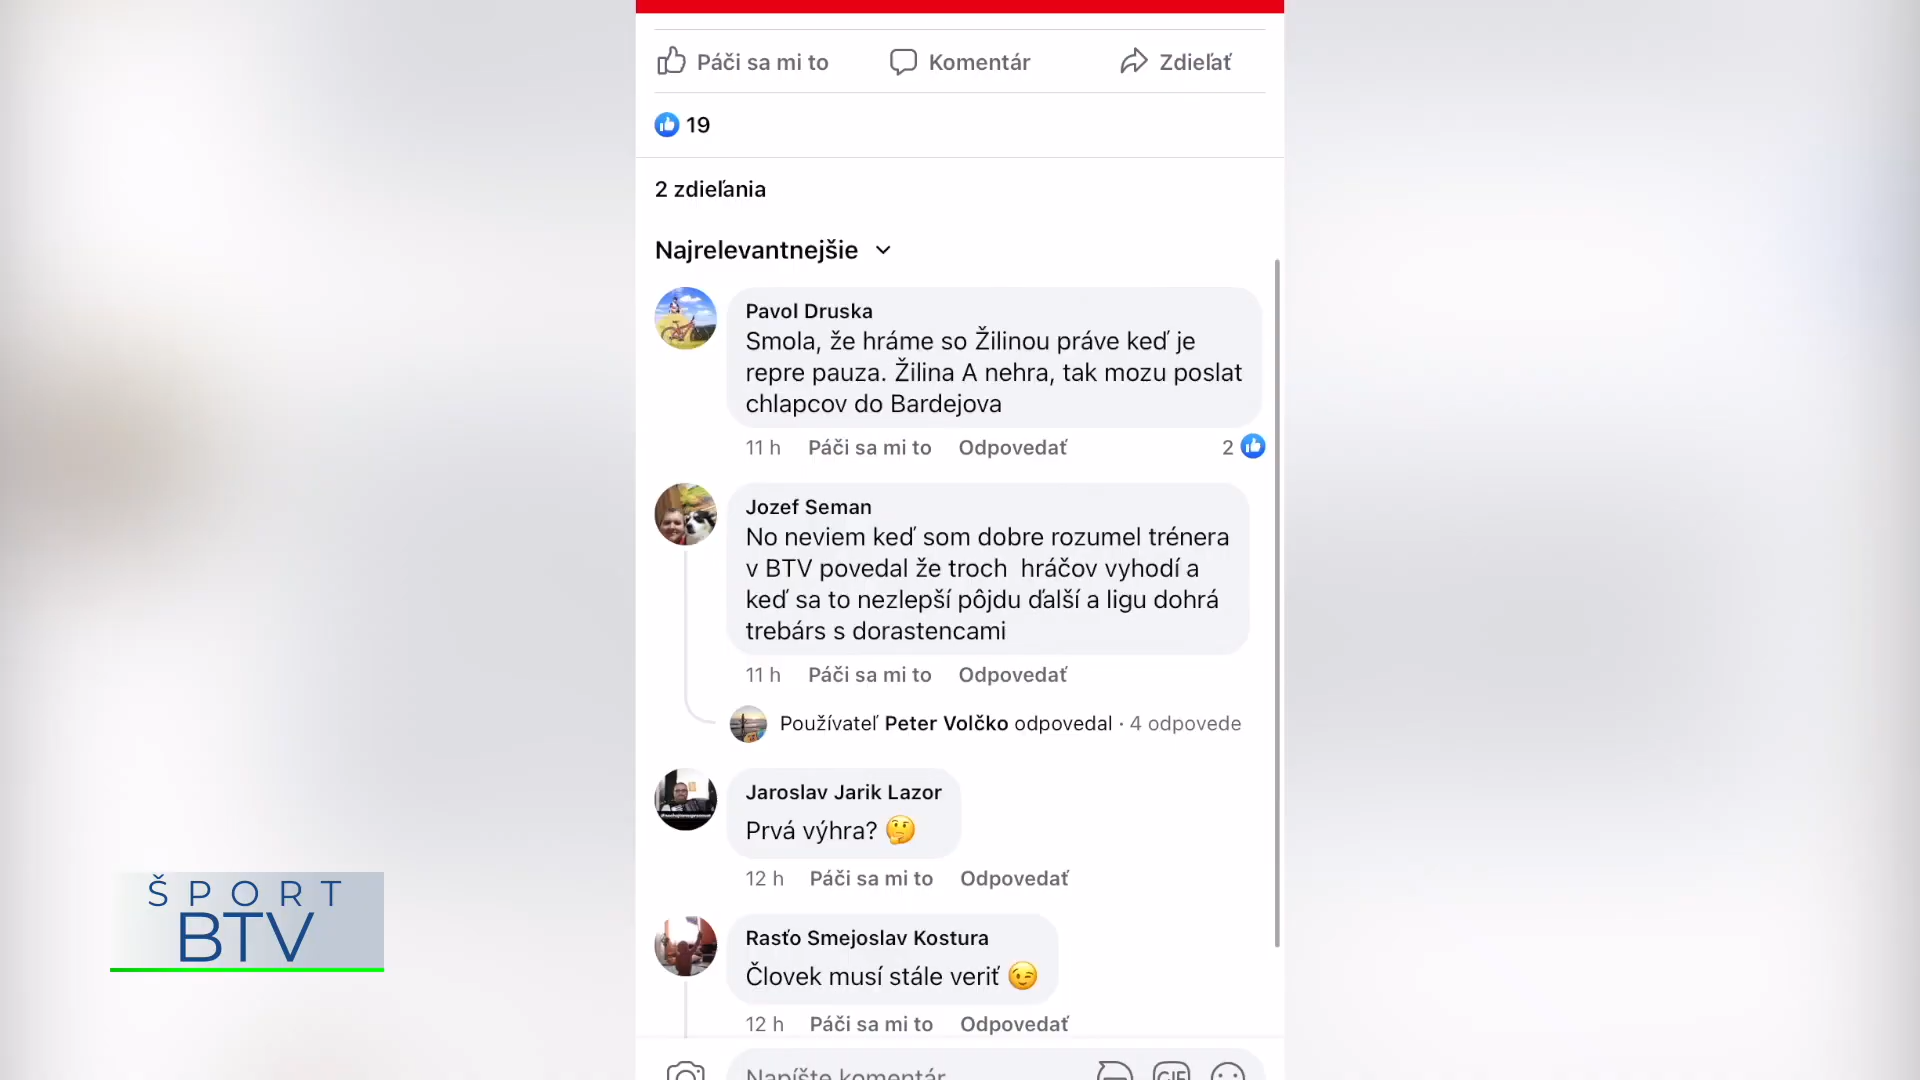 Páči sa mi to
Komentár
Zdieľať
19
2 zdieľania
Najrelevantnejšie
Pavol Druska
Smola, že hráme so Žilinou práve keď je
repre pauza. Žilina A nehra, tak mozu poslat
chlapcov do Bardejova
11 h Páči sa mi to Odpovedať 2
Jozef Seman
No neviem keď som dobre rozumel trénera
v BTV povedal že troch hráčov vyhodí a
keď sa to nezlepší pôjdu ďalší a ligu dohrá
trebárs s dorastencami
11 h Páči sa mi to Odpovedať
Používateľ Peter Volčko odpovedal · 4 odpovede
Jaroslav Jarik Lazor
Prvá výhra? 🤔
12 h Páči sa mi to Odpovedať
Rasťo Smejoslav Kostura
Človek musí stále veriť 😉
12 h Páči sa mi to Odpovedať
Napíšte komentár
GIF
ŠPORT
BTV